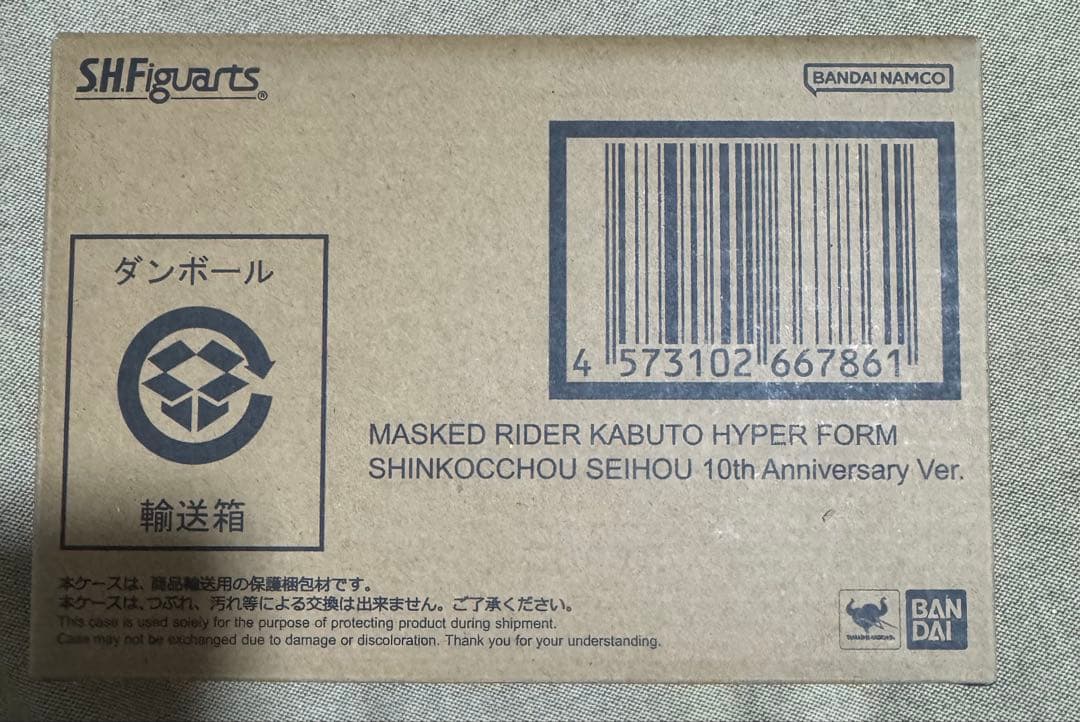 S.H.Figuarts®
BANDAI NAMCO
4 573102 667861
ダンボール
輸送箱
MASKED RIDER KABUTO HYPER FORM
SHINKOCCHOU SEIHOU 10th Anniversary Ver.
本ケースは、商品輸送用の保護梱包材です。
本ケースは、つぶれ、汚れ等による交換は出来ません。ご了承ください。
This case is used solely for the purpose of protecting product during shipment.
Case may not be exchanged due to damage or discoloration. Thank you for your understanding.
TAMASHII NATIONS
BAN
DAI